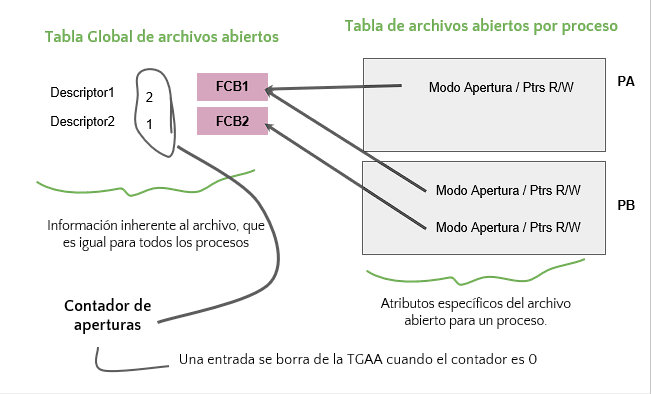 Tabla Global de archivos abiertos
Descriptor1 2 FCB1
Descriptor2 1 FCB2
Información inherente al archivo, que
es igual para todos los procesos
Contador de
aperturas
Una entrada se borra de la TGAA cuando el contador es 0
Tabla de archivos abiertos por proceso
Modo Apertura / Ptrs R/W PA
Modo Apertura / Ptrs R/W
Modo Apertura / Ptrs R/W
PB
Atributos específicos del archivo
abierto para un proceso.